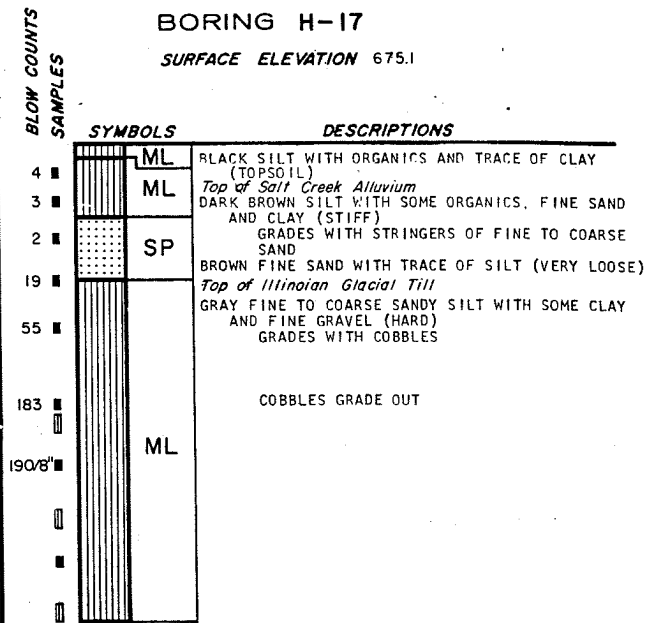 BORING H-17
SURFACE ELEVATION 675.1
BLOW COUNTS
SAMPLES
SYMBOLS
DESCRIPTIONS
ML
BLACK SILT WITH ORGANICS AND TRACE OF CLAY
(TOPSOIL)
4
ML
Top of Salt Creek Alluvium
3
DARK BROWN SILT WITH SOME ORGANICS, FINE SAND
AND CLAY (STIFF)
2
SP
GRADES WITH STRINGERS OF FINE TO COARSE
SAND
BROWN FINE SAND WITH TRACE OF SILT (VERY LOOSE)
19
Top of Illinoian Glacial Till
GRAY FINE TO COARSE SANDY SILT WITH SOME CLAY
AND FINE GRAVEL (HARD)
55
GRADES WITH COBBLES
183
COBBLES GRADE OUT
ML
190/8"